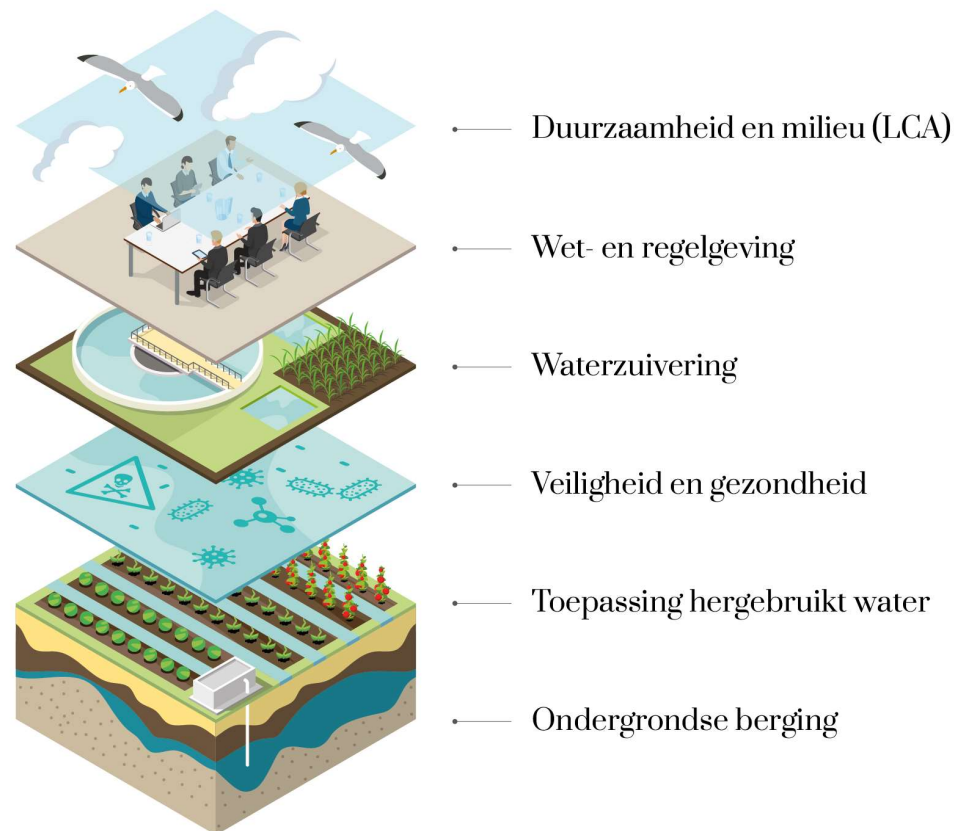 Duurzaamheid en milieu (LCA)
Wet- en regelgeving
Waterzuivering
Veiligheid en gezondheid
Toepassing hergebruikt water
Ondergrondse berging